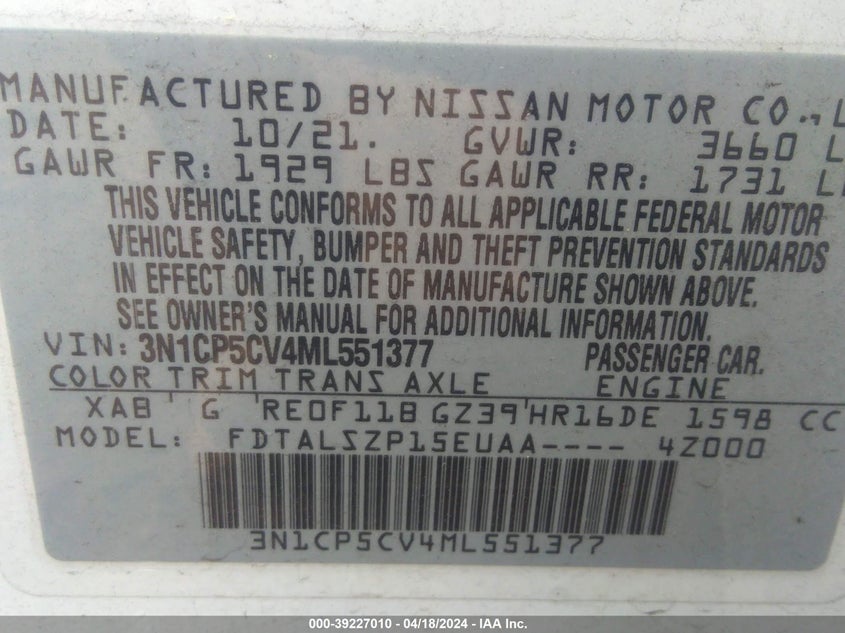 MANUFACTURED BY NISSAN MOTOR CO., L
DATE: 10/21. GVWR: 3660 L
GAWR FR: 1929 LBS GAWR RR: 1731 LB
THIS VEHICLE CONFORMS TO ALL APPLICABLE FEDERAL MOTOR
VEHICLE SAFETY, BUMPER AND THEFT PREVENTION STANDARDS
IN EFFECT ON THE DATE OF MANUFACTURE SHOWN ABOVE.
SEE OWNER'S MANUAL FOR ADDITIONAL INFORMATION.
VIN: 3N1CP5CV4ML551377 PASSENGER CAR.
COLOR TRIM TRANS AXLE ENGINE
XAB G RE0F11B GZ39 HR16DE 1598 CC
MODEL: FDTALSZP15EUAA---- 4Z000
3N1CP5CV4ML551377
000-39227010 - 04/18/2024 - IAA Inc.